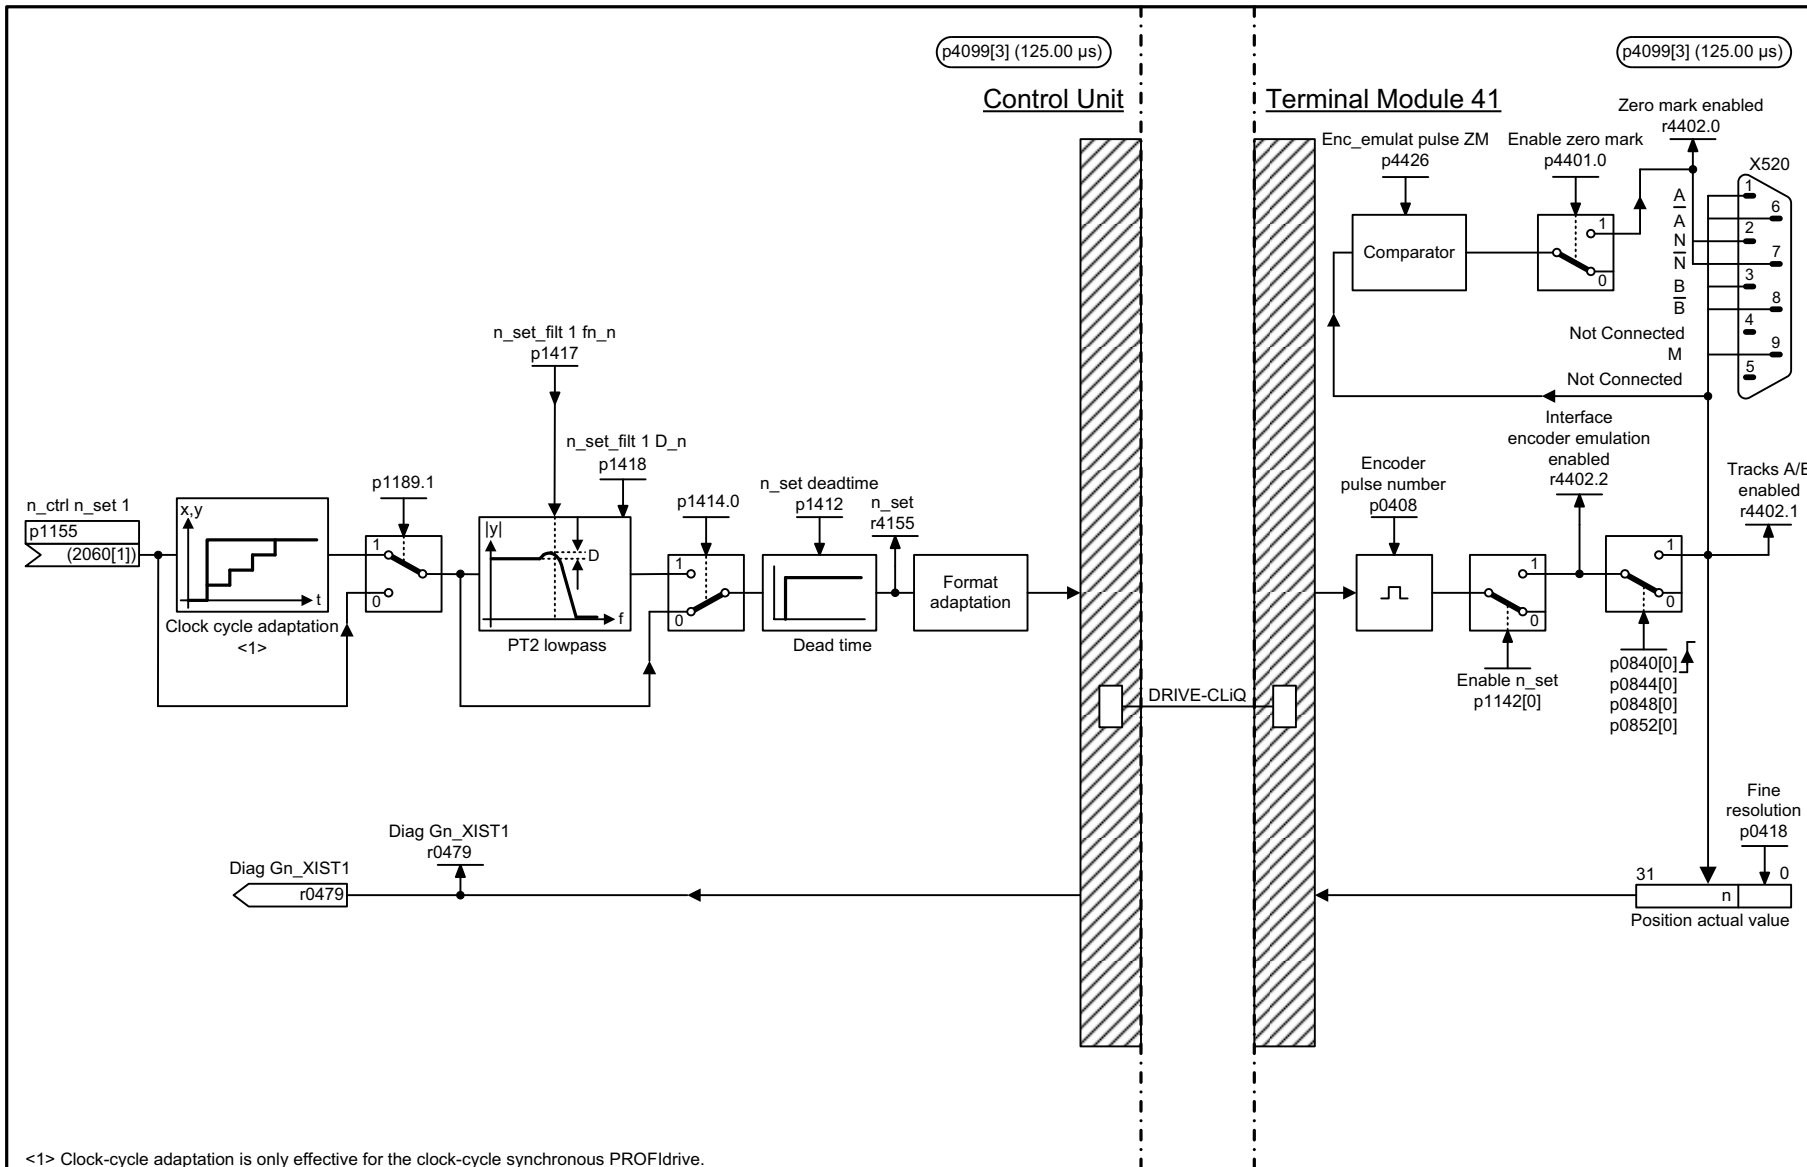 p4099[3] (125.00 µs)
p4099[3] (125.00 µs)
Control Unit
Terminal Module 41
Zero mark enabled
r4402.0
Enc_emulat pulse ZM
p4426
Enable zero mark
p4401.0
X520
Comparator
1
0
A
A
N
N
B
B
Not Connected
M
Not Connected
1
6
2
7
3
8
4
9
5
n_set_filt 1 fn_n
p1417
n_set_filt 1 D_n
p1418
n_ctrl n_set 1
p1155
(2060[1])
x,y
t
Clock cycle adaptation
<1>
p1189.1
1
0
|y|
D
f
PT2 lowpass
p1414.0
1
0
n_set deadtime
p1412
Dead time
n_set
r4155
Format
adaptation
DRIVE-CLiQ
Encoder
pulse number
p0408
Interface
encoder emulation
enabled
r4402.2
1
0
Enable n_set
p1142[0]
1
0
p0840[0]
p0844[0]
p0848[0]
p0852[0]
Tracks A/B
enabled
r4402.1
Diag Gn_XIST1
r0479
Diag Gn_XIST1
r0479
Fine
resolution
p0418
31
0
n
Position actual value
<1> Clock-cycle adaptation is only effective for the clock-cycle synchronous PROFIdrive.